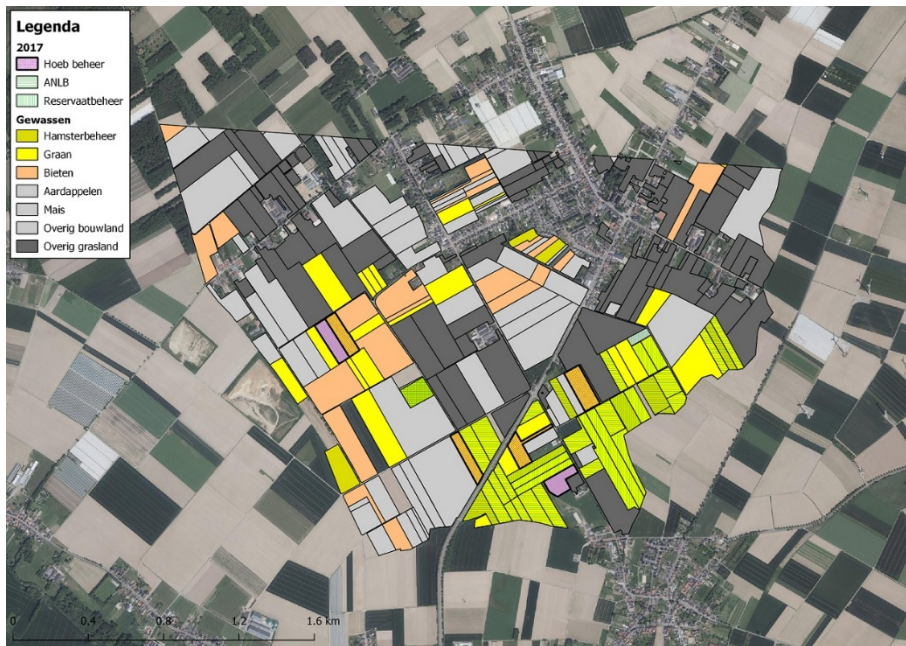 Legenda
2017
Hoeb beheer
ANLB
Reservaatbeheer
Gewassen
Hamsterbeheer
Graan
Bieten
Aardappelen
Mais
Overig bouwland
Overig grasland
0 0.4 0.8 1.2 1.6 km